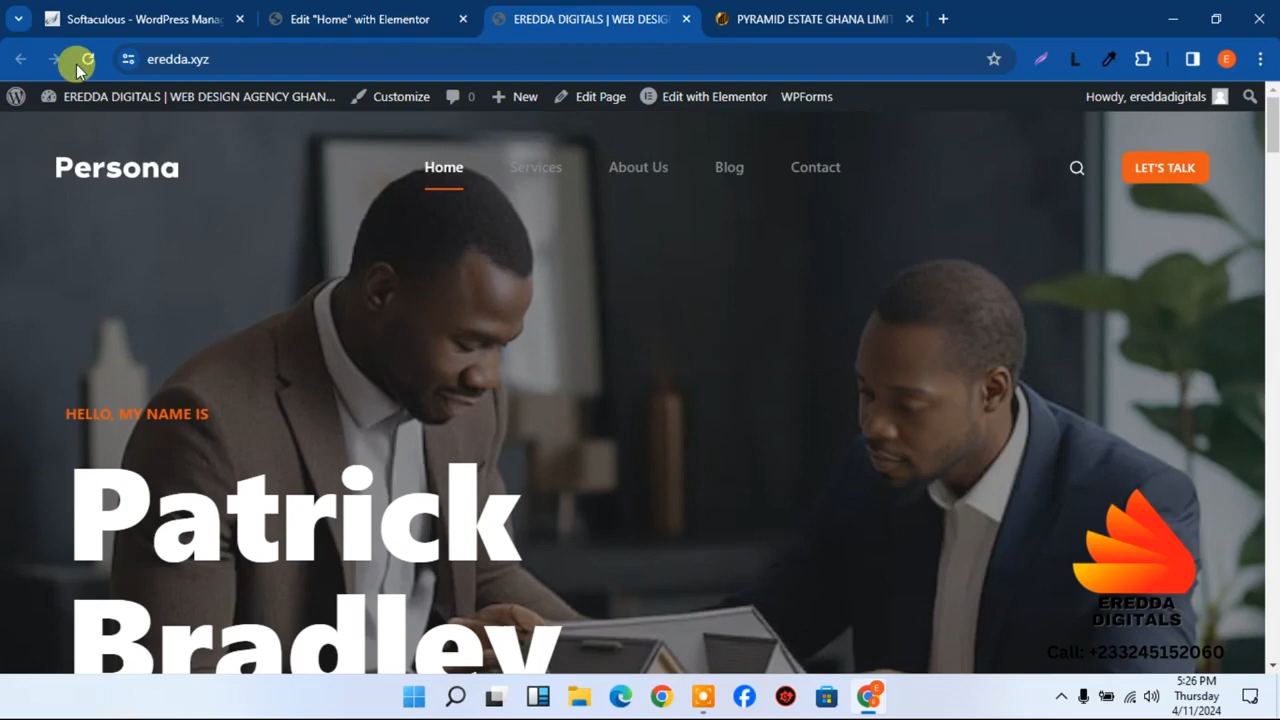 Softaculous - WordPress Mana
Edit "Home" with Elementor
EREDDA DIGITALS | WEB DESIG
PYRAMID ESTATE GHANA LIMIT
eredda.xyz
L
E
EREDDA DIGITALS | WEB DESIGN AGENCY GHAN...
Customize
0
New
Edit Page
Edit with Elementor
WPForms
Howdy, ereddadigitals
Persona
Home
Services
About Us
Blog
Contact
LET'S TALK
HELLO, MY NAME IS
Patrick
Bradley
EREDDA
DIGITALS
Call: +233245152060
E
5:26 PM
Thursday
4/11/2024